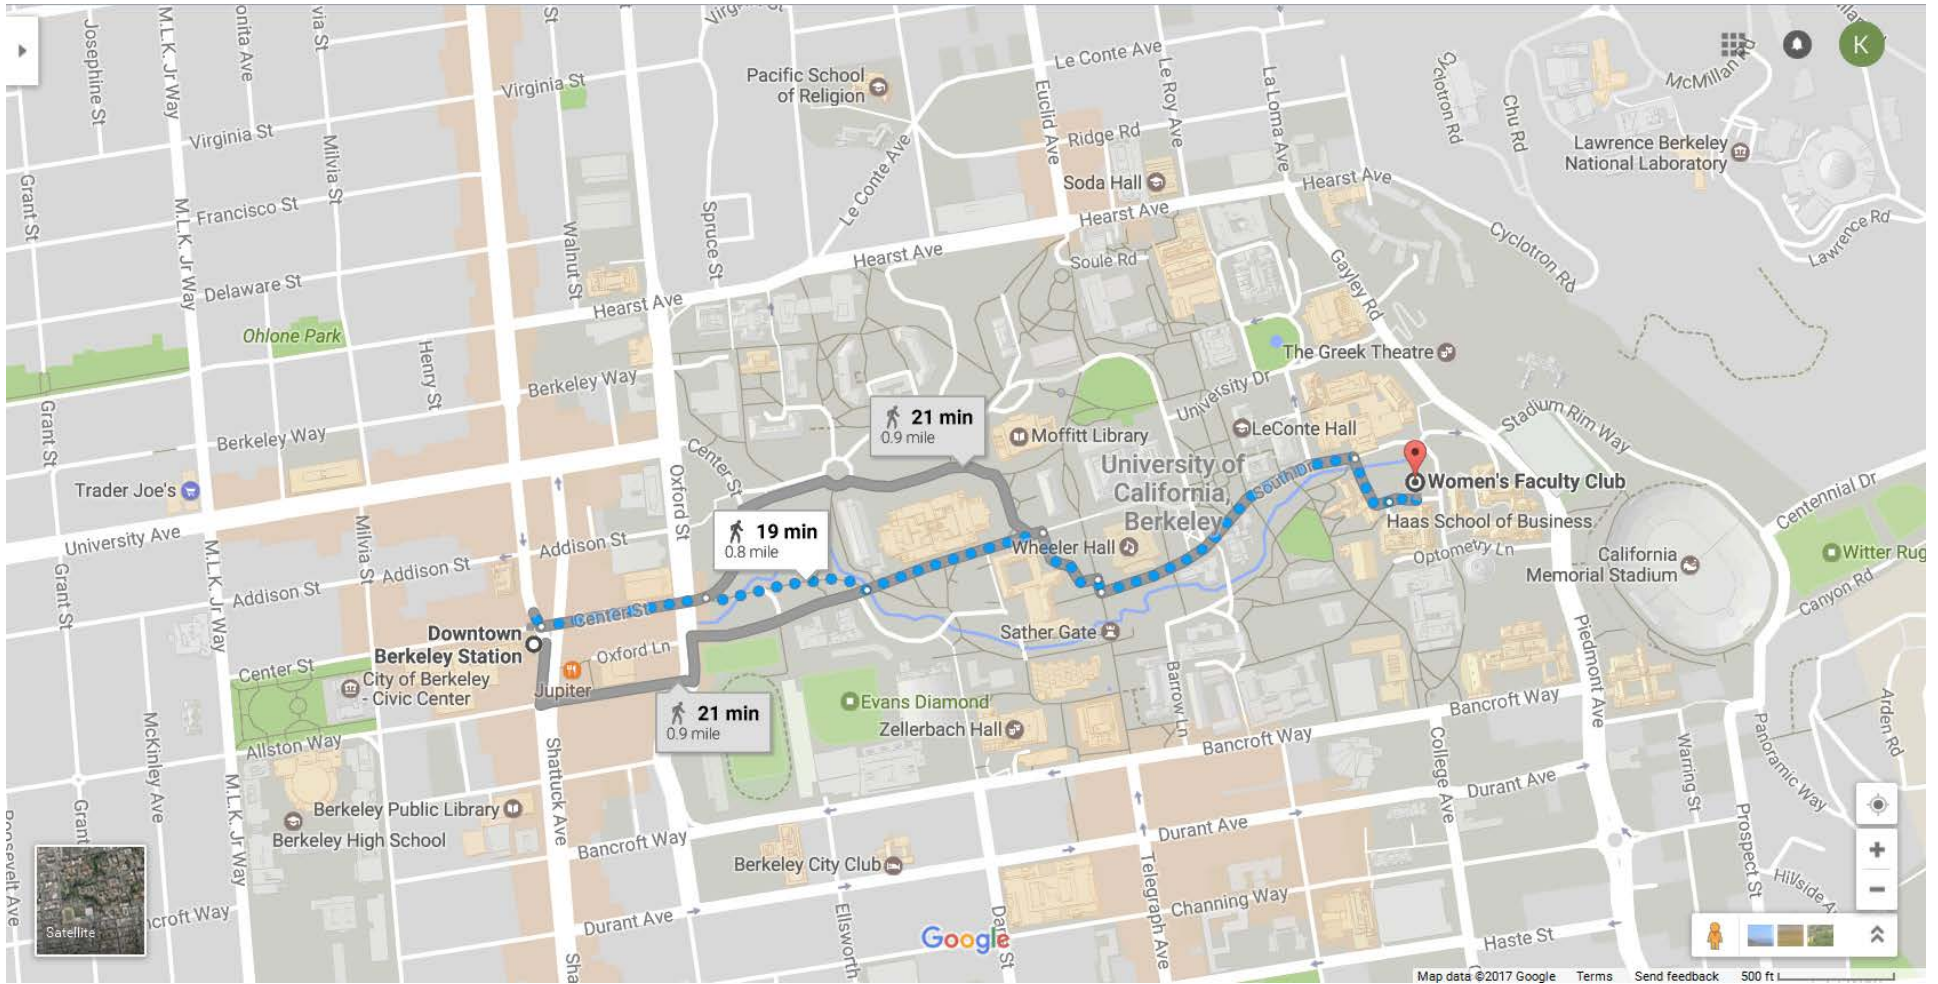 Virginia St
Le Conte Ave
Le Roy Ave
La Loma Ave
Euclid Ave
Pacific School
of Religion
Virginia St
Josephine St
M.L.K. Jr Way
Milvia St
Virginia St
Milvia St
Ridge Rd
Cyclotron Rd
Chu Rd
McMillan Rd
K
Lawrence Berkeley
National Laboratory
Soda Hall
Hearst Ave
Grant St
M.L.K. Jr Way
Francisco St
Walnut St
Spruce St
Le Conte Ave
Hearst Ave
Hearst Ave
Soule Rd
Gayley Rd
Cyclotron Rd
Lawrence Rd
Delaware St
Hearst Ave
Ohlone Park
Henry St
Berkeley Way
The Greek Theatre
University Dr
Grant St
Berkeley Way
Center St
21 min
0.9 mile
Moffitt Library
LeConte Hall
Stadium Rim Way
University of
California,
Berkeley
South Dr
Women's Faculty Club
Haas School of Business
Optometry Ln
Centennial Dr
Trader Joe's
University Ave
Milvia St
Oxford St
Addison St
19 min
0.8 mile
Wheeler Hall
California
Memorial Stadium
Witter Rug
Canyon Rd
Grant St
M.L.K. Jr Way
Addison St
Addison St
Center St
Downtown
Berkeley Station
Oxford Ln
Sather Gate
Piedmont Ave
Center St
City of Berkeley
- Civic Center
Jupiter
21 min
0.9 mile
Evans Diamond
Zellerbach Hall
Barrow Ln
Bancroft Way
Bancroft Way
College Ave
Warring St
Panoramic Way
Arden Rd
McKinley Ave
Allston Way
Shattuck Ave
Berkeley Public Library
Berkeley High School
M.L.K. Jr Way
Grant
Roosevelt Ave
Bancroft Way
Berkeley City Club
Durant Ave
Durant Ave
Telegraph Ave
Prospect St
Hillside A
Satellite
ncroft Way
Durant Ave
Sha
Ellsworth
Google
Channing Way
Haste St
Map data ©2017 Google
Terms
Send feedback
500 ft